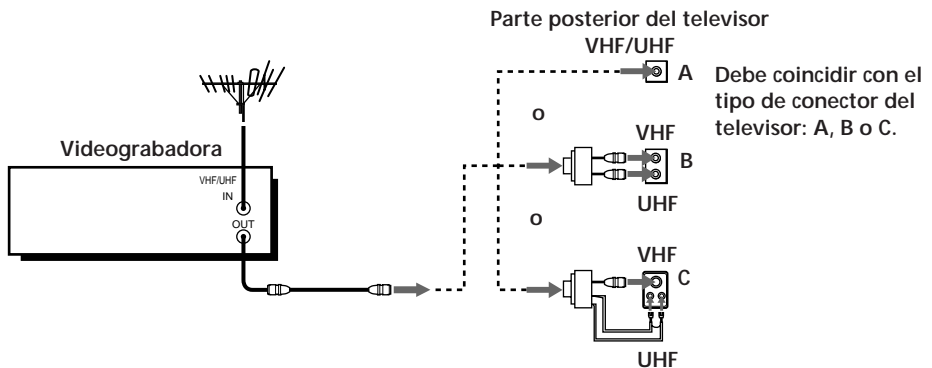 Parte posterior del televisor
VHF/UHF
A
Debe coincidir con el
tipo de conector del
televisor: A, B o C.
o
VHF
B
UHF
Videograbadora
VHF/UHF
IN
OUT
o
VHF
C
UHF